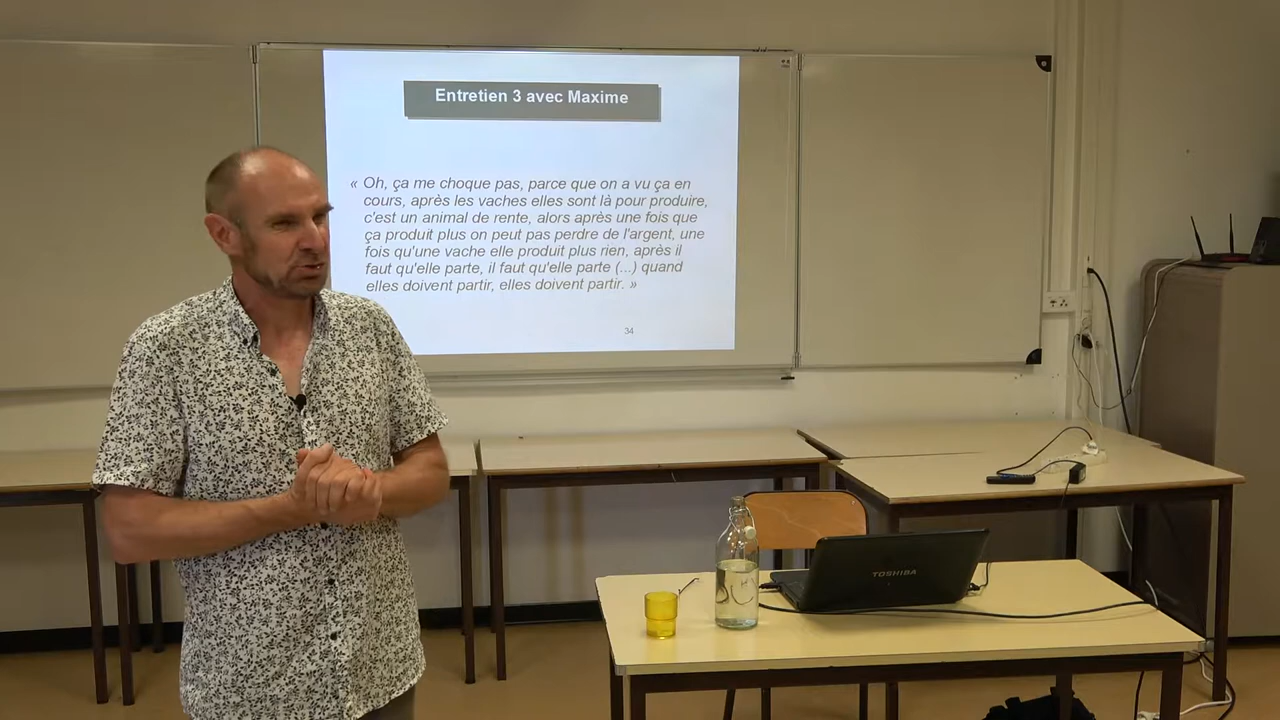 Entretien 3 avec Maxime
« Oh, ça me choque pas, parce que on a vu ça en
cours, après les vaches elles sont là pour produire,
c'est un animal de rente, alors après une fois que
ça produit plus on peut pas perdre de l'argent, une
fois qu'une vache elle produit plus rien, après il
faut qu'elle parte, il faut qu'elle parte (...) quand
elles doivent partir, elles doivent partir. »
34
TOSHIBA